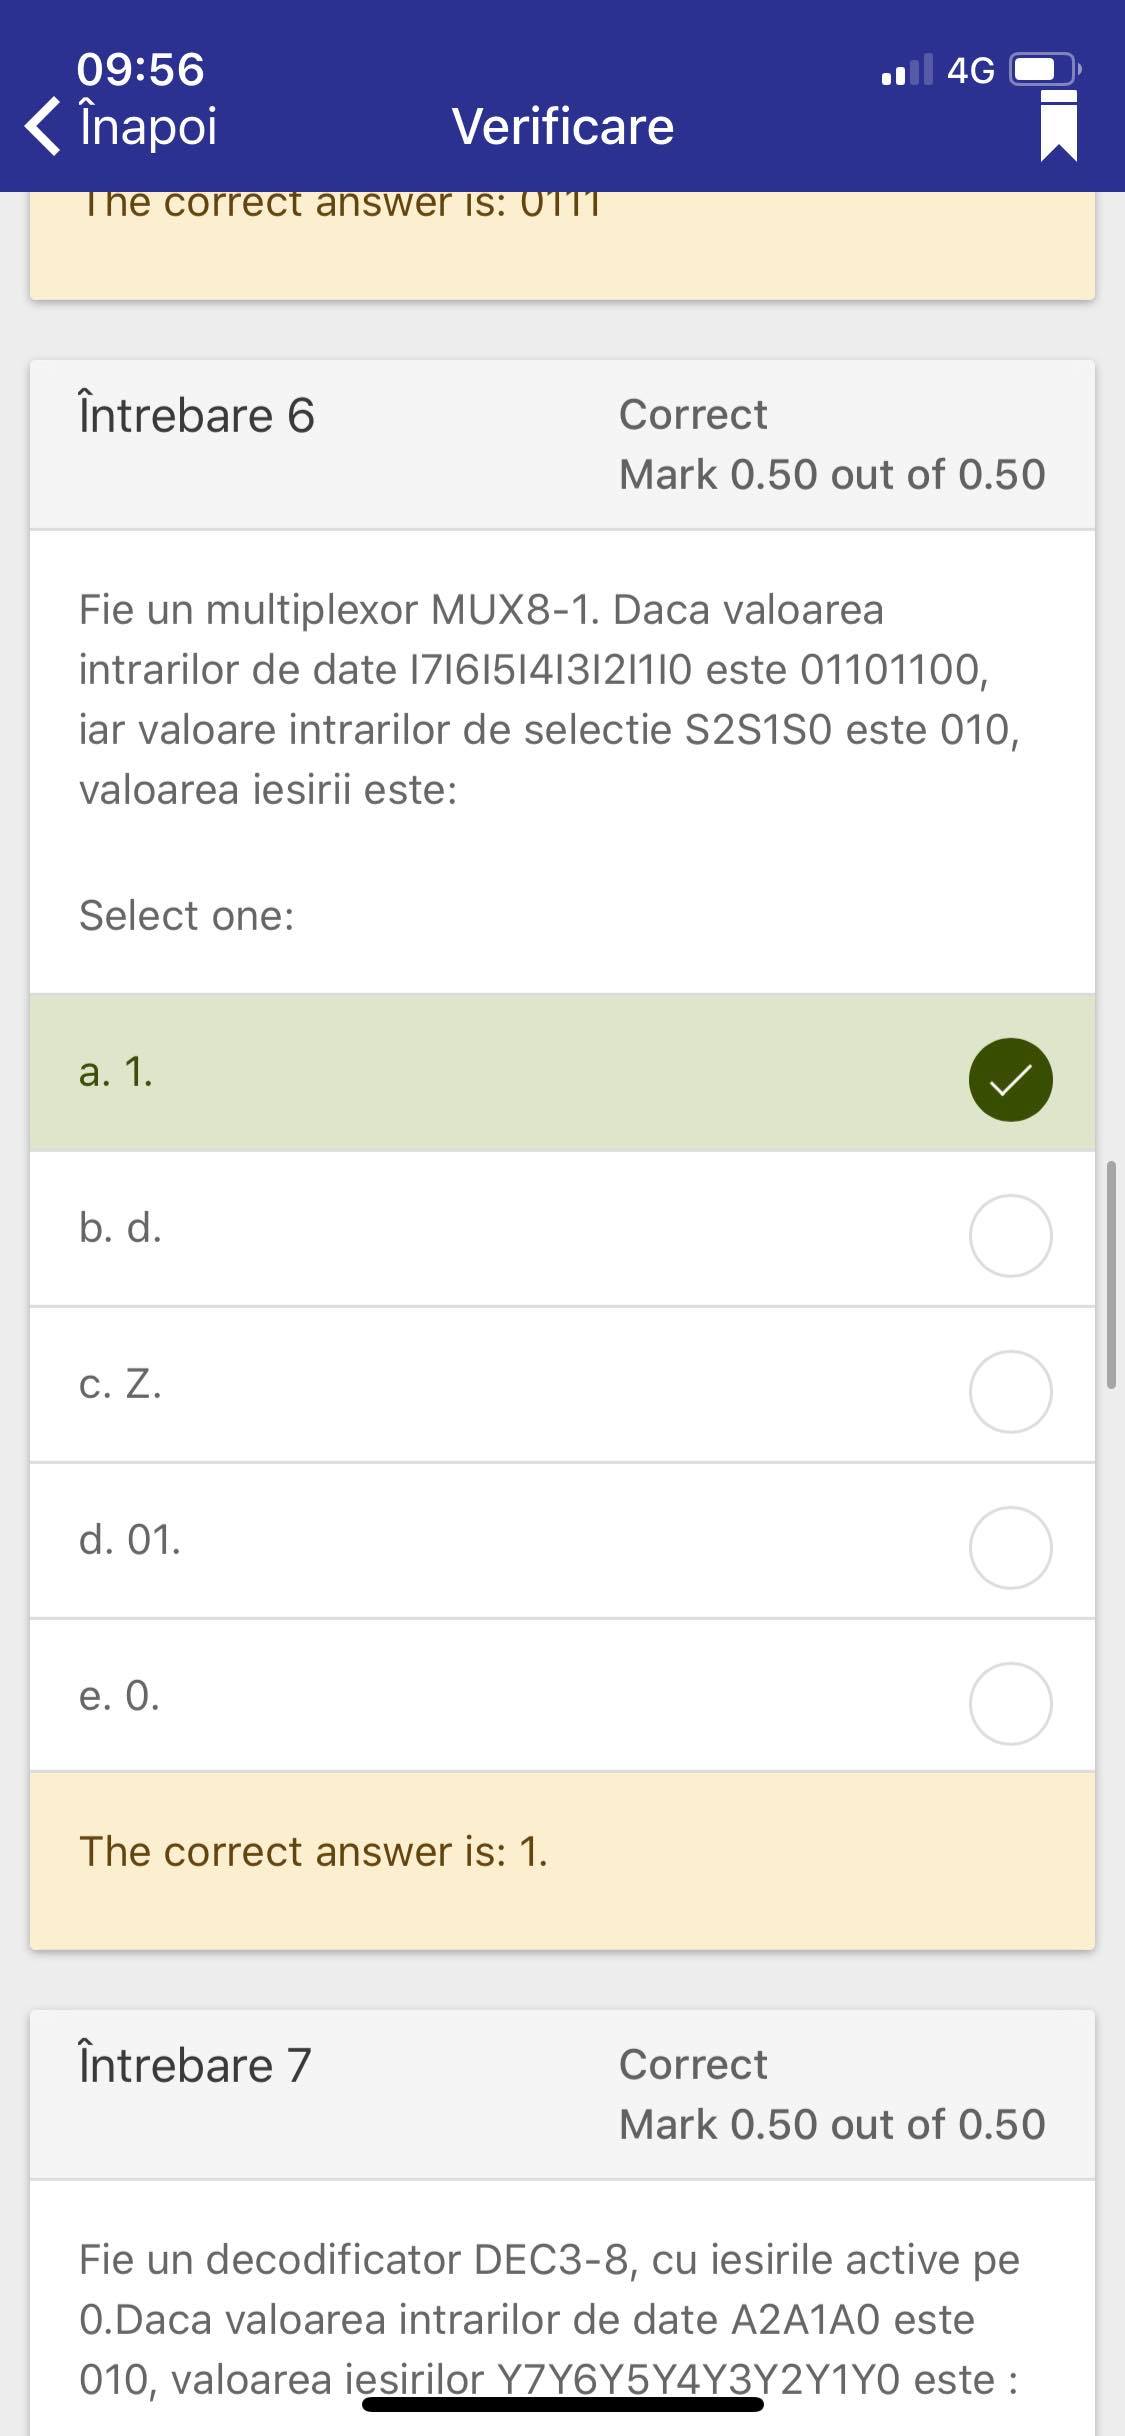 09:56
4G
Înapoi
Verificare
The correct answer is: 0111
Întrebare 6
Correct
Mark 0.50 out of 0.50
Fie un multiplexor MUX8-1. Daca valoarea
intrarilor de date I7I6I5I4I3I2I1I0 este 01101100,
iar valoare intrarilor de selectie S2S1S0 este 010,
valoarea iesirii este:
Select one:
a. 1.
b. d.
c. Z.
d. 01.
e. 0.
The correct answer is: 1.
Întrebare 7
Correct
Mark 0.50 out of 0.50
Fie un decodificator DEC3-8, cu iesirile active pe
0.Daca valoarea intrarilor de date A2A1A0 este
010, valoarea iesirilor Y7Y6Y5Y4Y3Y2Y1Y0 este :